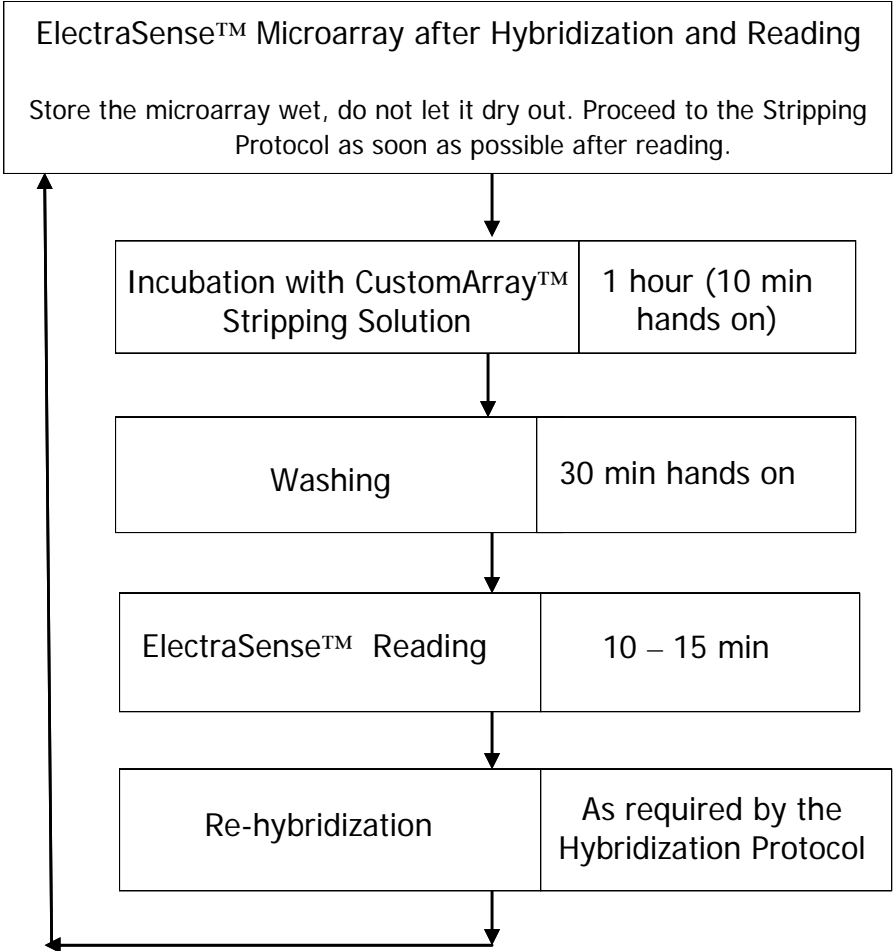 ElectraSense™ Microarray after Hybridization and Reading
Store the microarray wet, do not let it dry out. Proceed to the Stripping
Protocol as soon as possible after reading.
Incubation with CustomArray™
Stripping Solution
1 hour (10 min
hands on)
Washing
30 min hands on
ElectraSense™ Reading
10 – 15 min
Re-hybridization
As required by the
Hybridization Protocol